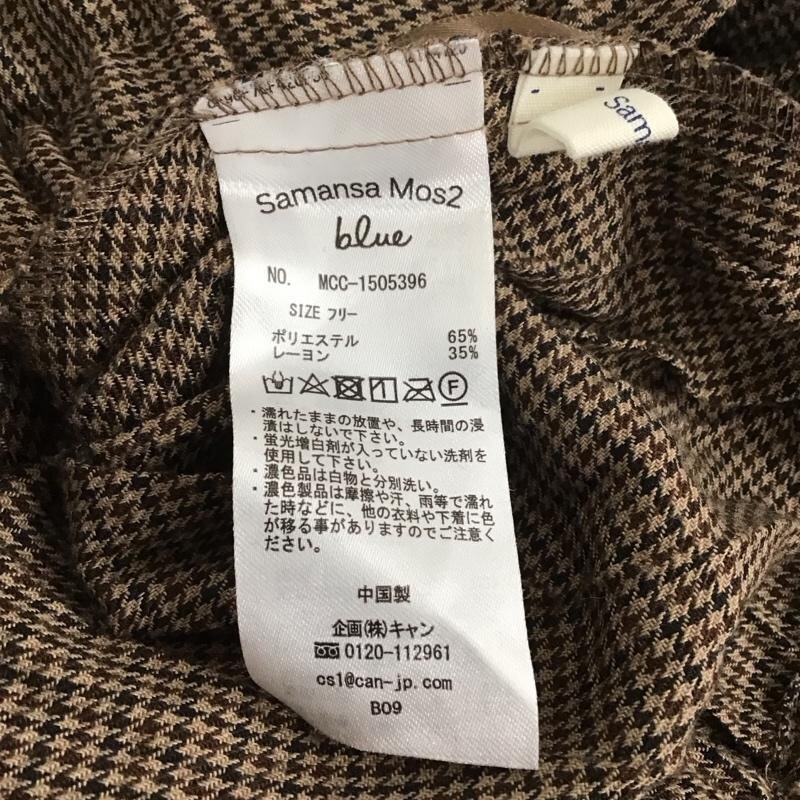 Samansa Mos2
blue
NO. MCC-1505396
SIZE フリー
ポリエステル 65%
レーヨン 35%
F
・濡れたままの放置や、長時間の浸
漬はしないで下さい。
・蛍光増白剤が入っていない洗剤を
使用して下さい。
・濃色品は白物と分別洗い。
・濃色製品は摩擦や汗、雨等で濡れ
た時などに、他の衣料や下着に色
が移る事がありますのでご注意く
ださい。
中国製
企画(株)キャン
0120-112961
cs1@can-jp.com
B09
Sam